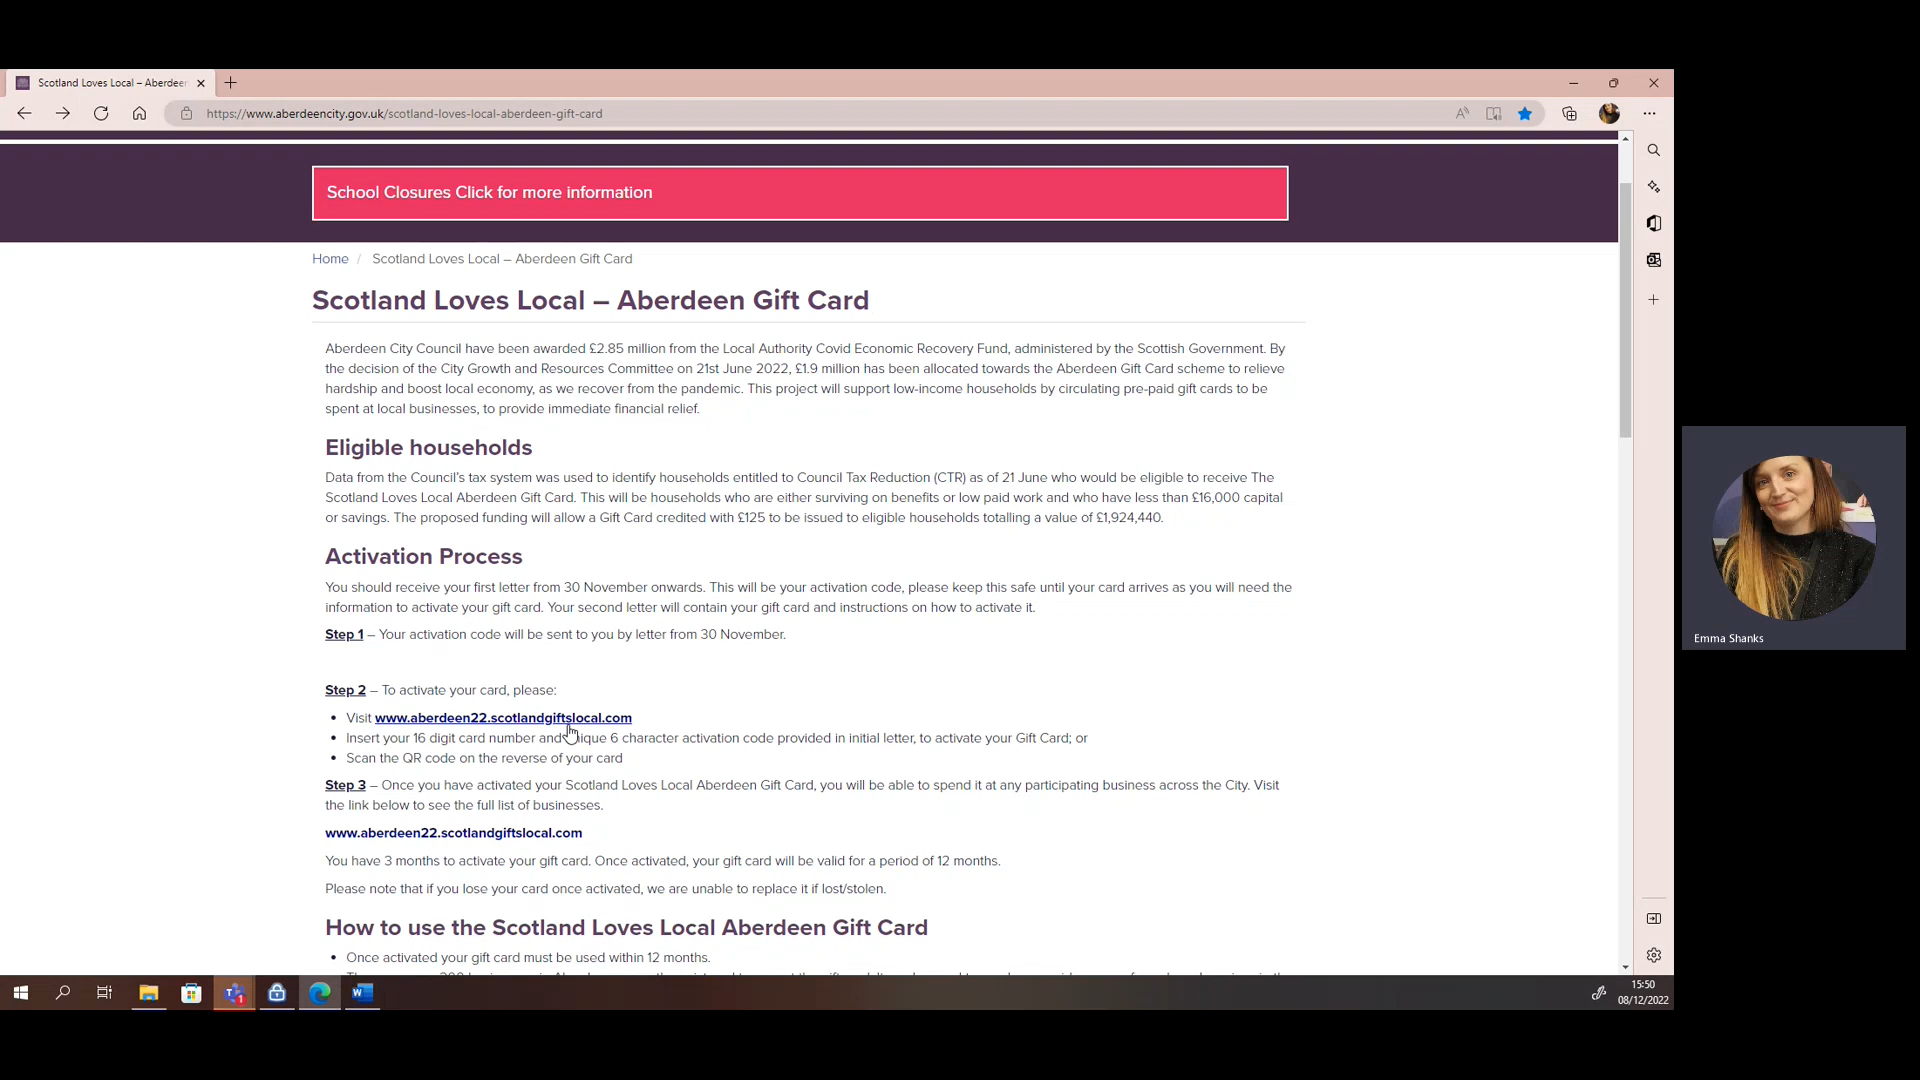 Scotland Loves Local – Aberdeen
https://www.aberdeencity.gov.uk/scotland-loves-local-aberdeen-gift-card
School Closures Click for more information
Home / Scotland Loves Local – Aberdeen Gift Card
Scotland Loves Local – Aberdeen Gift Card
Aberdeen City Council have been awarded £2.85 million from the Local Authority Covid Economic Recovery Fund, administered by the Scottish Government. By
the decision of the City Growth and Resources Committee on 21st June 2022, £1.9 million has been allocated towards the Aberdeen Gift Card scheme to relieve
hardship and boost local economy, as we recover from the pandemic. This project will support low-income households by circulating pre-paid gift cards to be
spent at local businesses, to provide immediate financial relief.
Eligible households
Data from the Council's tax system was used to identify households entitled to Council Tax Reduction (CTR) as of 21 June who would be eligible to receive The
Scotland Loves Local Aberdeen Gift Card. This will be households who are either surviving on benefits or low paid work and who have less than £16,000 capital
or savings. The proposed funding will allow a Gift Card credited with £125 to be issued to eligible households totalling a value of £1,924,440.
Activation Process
You should receive your first letter from 30 November onwards. This will be your activation code, please keep this safe until your card arrives as you will need the
information to activate your gift card. Your second letter will contain your gift card and instructions on how to activate it.
Step 1 – Your activation code will be sent to you by letter from 30 November.
Step 2 – To activate your card, please:
• Visit www.aberdeen22.scotlandgiftslocal.com
• Insert your 16 digit card number and unique 6 character activation code provided in initial letter, to activate your Gift Card; or
• Scan the QR code on the reverse of your card
Step 3 – Once you have activated your Scotland Loves Local Aberdeen Gift Card, you will be able to spend it at any participating business across the City. Visit
the link below to see the full list of businesses.
www.aberdeen22.scotlandgiftslocal.com
You have 3 months to activate your gift card. Once activated, your gift card will be valid for a period of 12 months.
Please note that if you lose your card once activated, we are unable to replace it if lost/stolen.
How to use the Scotland Loves Local Aberdeen Gift Card
• Once activated your gift card must be used within 12 months.
Emma Shanks
15:50
08/12/2022